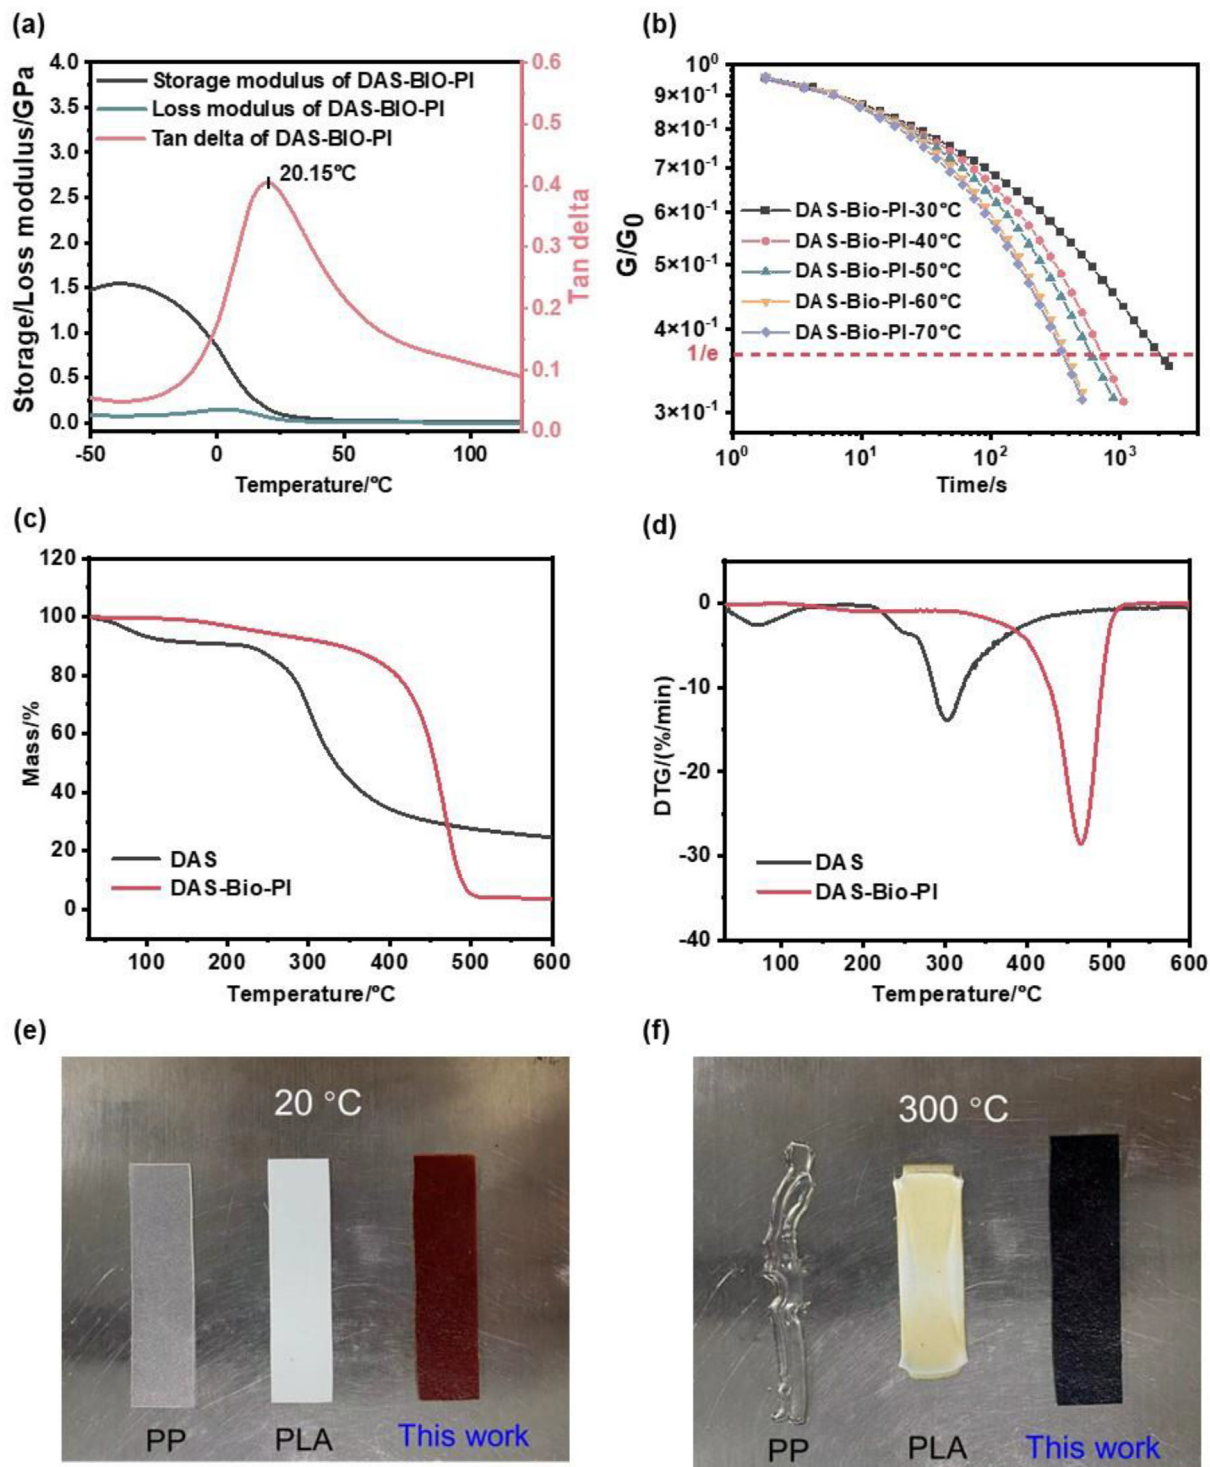 (a)
4.0
3.5
3.0
2.5
2.0
1.5
1.0
0.5
0.0
Storage/Loss modulus/GPa
Storage modulus of DAS-BIO-PI
Loss modulus of DAS-BIO-PI
Tan delta of DAS-BIO-PI
20.15°C
0.6
0.5
0.4
0.3
0.2
0.1
0.0
Tan delta
-50 0 50 100
Temperature/°C
(b)
10⁰
9×10⁻¹
8×10⁻¹
7×10⁻¹
6×10⁻¹
5×10⁻¹
4×10⁻¹
1/e
3×10⁻¹
G/G₀
DAS-Bio-PI-30°C
DAS-Bio-PI-40°C
DAS-Bio-PI-50°C
DAS-Bio-PI-60°C
DAS-Bio-PI-70°C
10⁰ 10¹ 10² 10³
Time/s
(c)
120
100
80
60
40
20
0
Mass/%
DAS
DAS-Bio-PI
100 200 300 400 500 600
Temperature/°C
(d)
0
-10
-20
-30
-40
DTG/(%/min)
DAS
DAS-Bio-PI
100 200 300 400 500 600
Temperature/°C
(e)
20 °C
PP PLA This work
(f)
300 °C
PP PLA This work